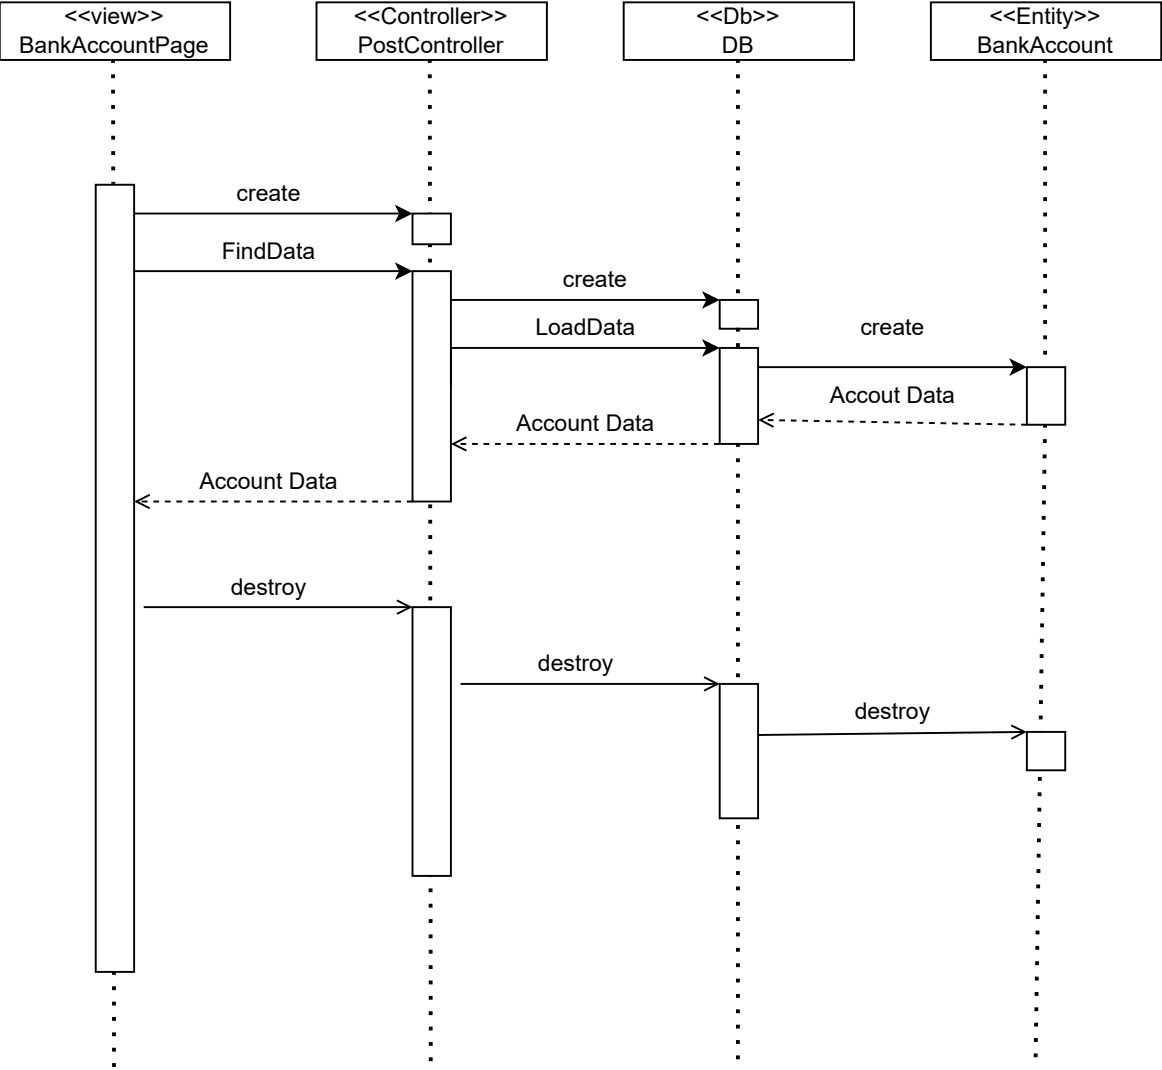 <<view>>
BankAccountPage
<<Controller>>
PostController
<<Db>>
DB
<<Entity>>
BankAccount
create
FindData
create
LoadData
create
Accout Data
Account Data
Account Data
destroy
destroy
destroy